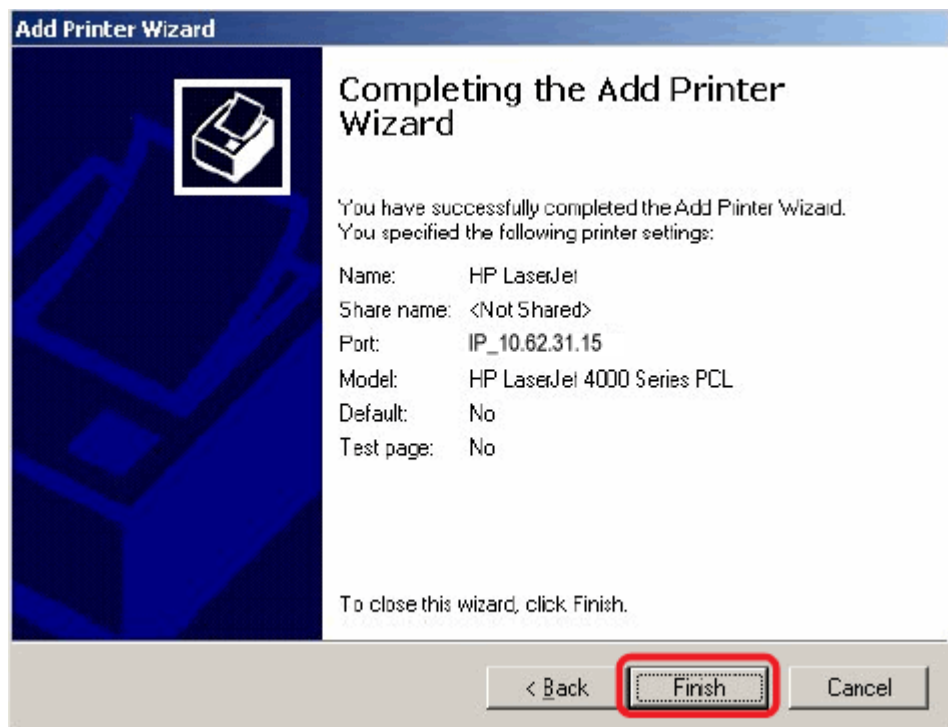 Add Printer Wizard
Completing the Add Printer
Wizard
You have successfully completed the Add Printer Wizard.
You specified the following printer settings:
Name: HP LaserJet
Share name: <Not Shared>
Port: IP_10.62.31.15
Model: HP LaserJet 4000 Series PCL
Default: No
Test page: No
To close this wizard, click Finish.
< Back Finish Cancel